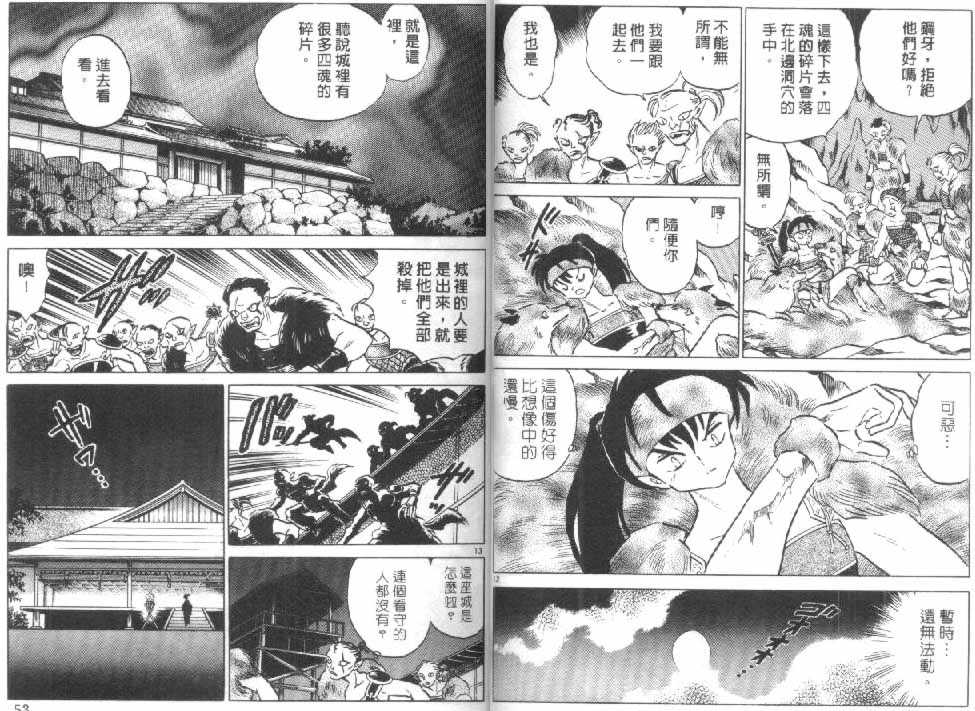 鋼牙，拒絕
他們好嗎？
這樣下去，四
魂的碎片會落
在北邊洞穴的
手中。
無所謂。
不能無
所謂，
我要跟
他們一
起去。
我也是。
哼！
隨便你
們。
可惡…
這個傷好得
比想像中的
還慢。
暫時…
還無法動。
ゴオオオ…
12
就是這
裡，
聽說城裡有
很多四魂的
碎片。
進去看
看。
城裡的人要
是出來，就
把他們全部
殺掉。
噢！
13
這座城是
怎麼啦？
連個看守的
人都沒有？
53